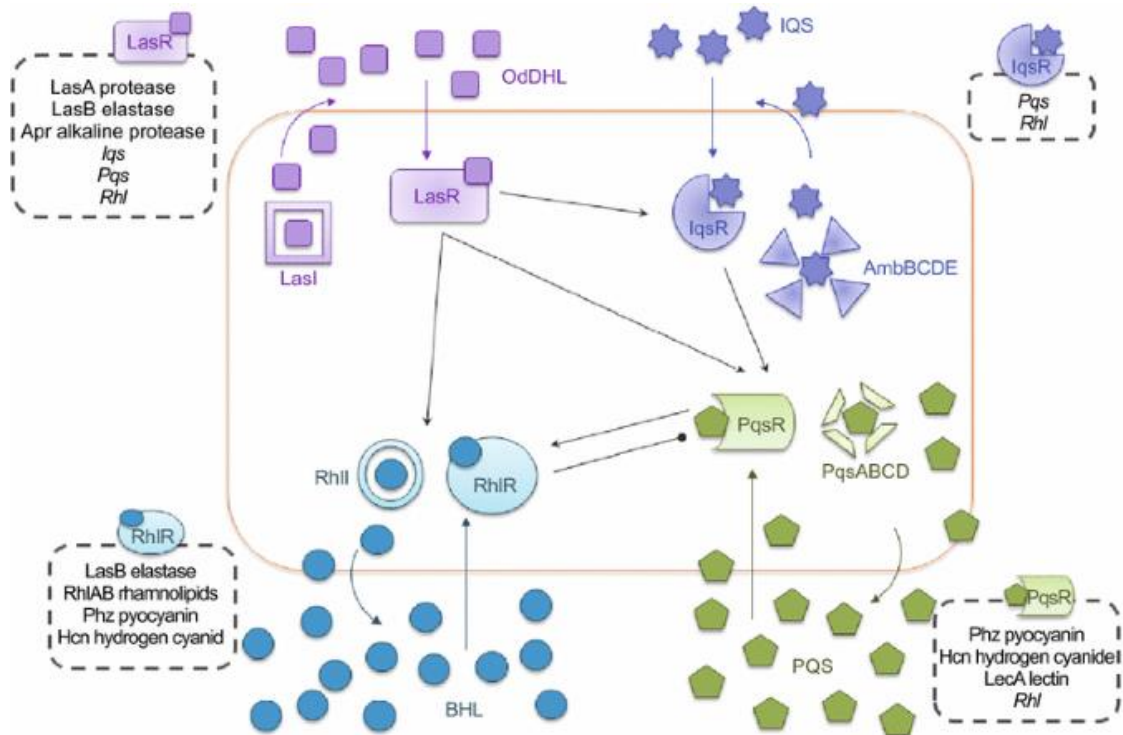 LasR
LasA protease
LasB elastase
Apr alkaline protease
Iqs
Pqs
Rhl
OdDHL
IQS
IqsR
Pqs
Rhl
LasR
LasI
IqsR
AmbBCDE
PqsR
PqsABCD
RhlI
RhlR
RhlR
LasB elastase
RhlAB rhamnolipids
Phz pyocyanin
Hcn hydrogen cyanid
BHL
PQS
PqsR
Phz pyocyanin
Hcn hydrogen cyanide
LecA lectin
Rhl